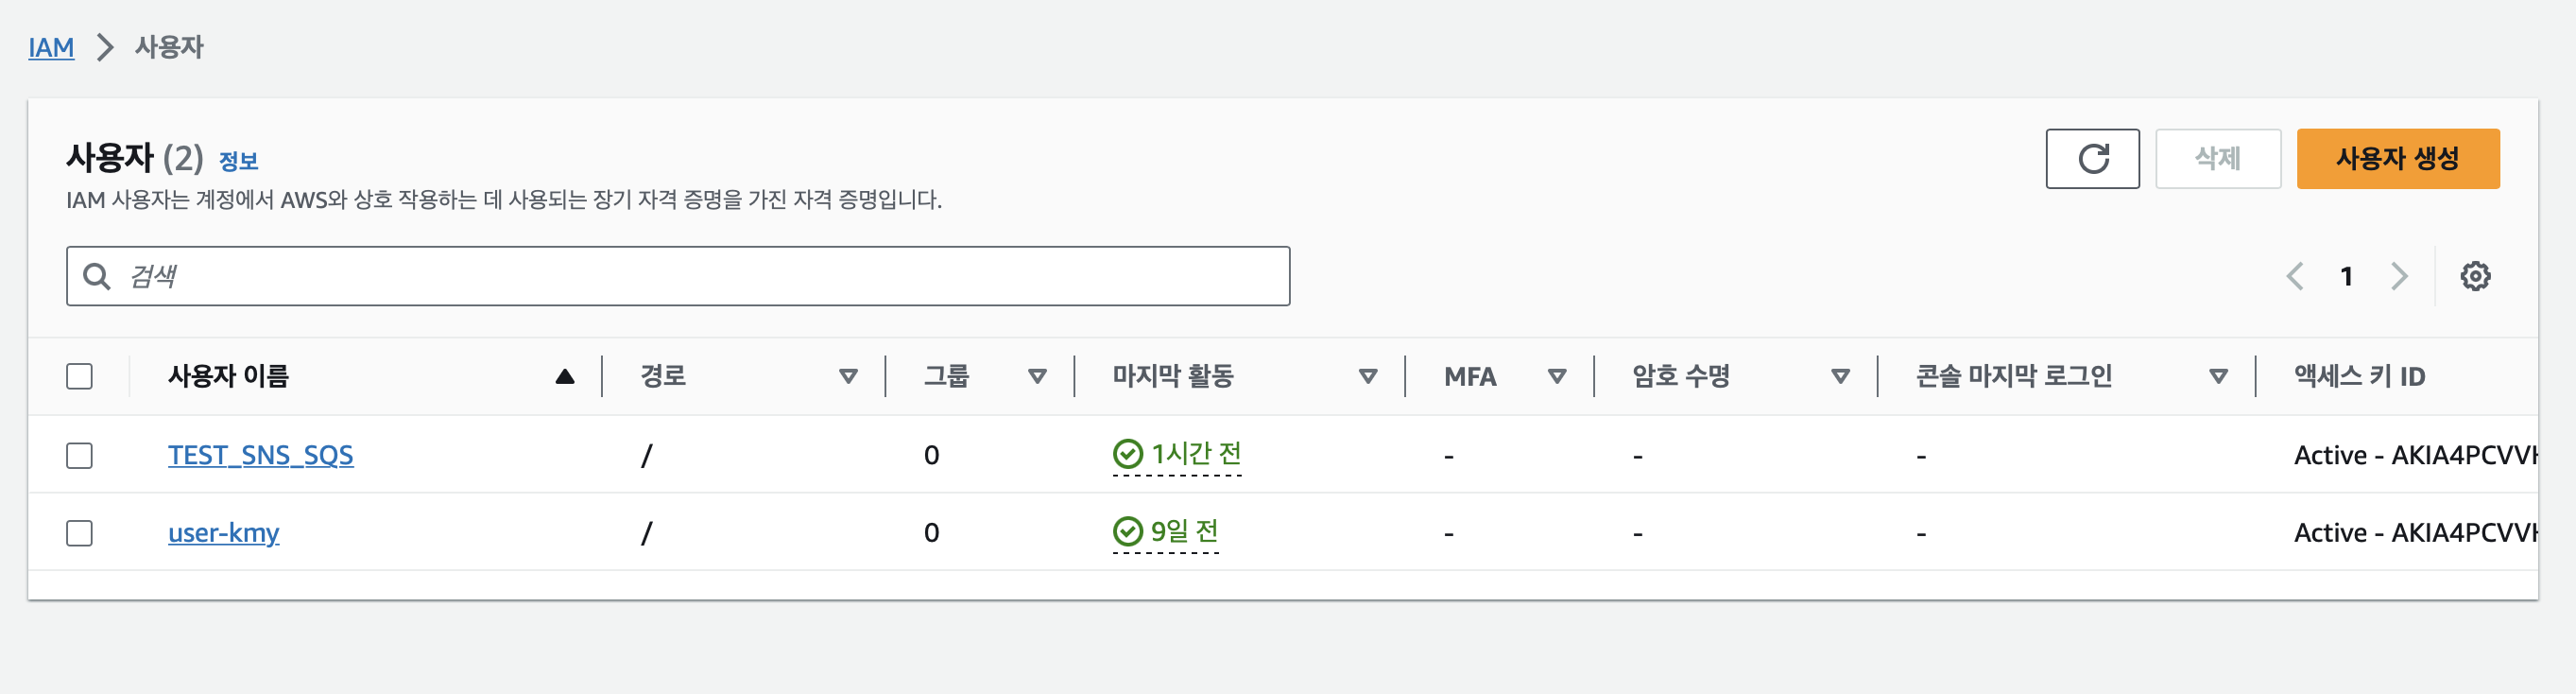 IAM > 사용자
사용자 (2) 정보
삭제
사용자 생성
IAM 사용자는 계정에서 AWS와 상호 작용하는 데 사용되는 장기 자격 증명을 가진 자격 증명입니다.
검색
1
사용자 이름 경로 그룹 마지막 활동 MFA 암호 수명 콘솔 마지막 로그인 액세스 키 ID
TEST_SNS_SQS / 0 1시간 전 - - - Active - AKIA4PCVV
user-kmy / 0 9일 전 - - - Active - AKIA4PCVV